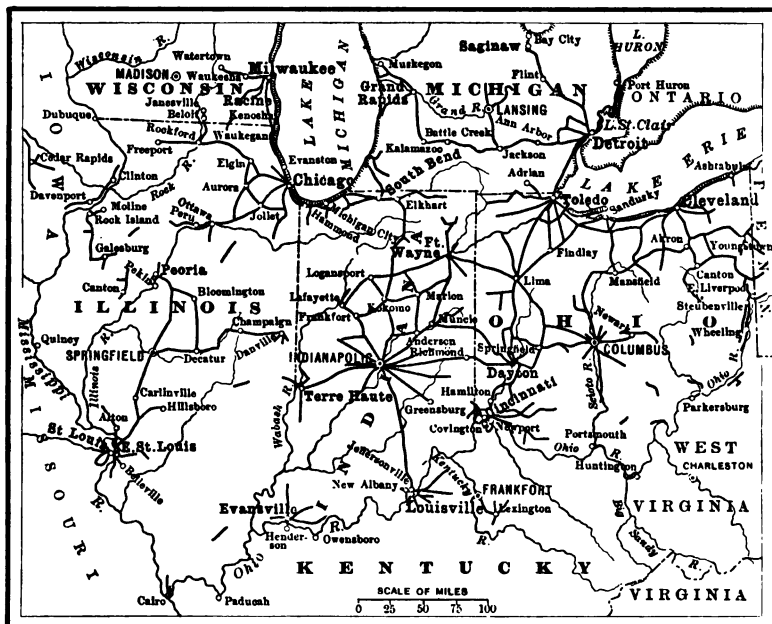 Wisconsin R.
Watertown
MADISON
Waukesha
Milwaukee
WISCONSIN
Racine
Kenosha
Janesville
Beloit
Waukegan
Rockford
Freeport
Rock R.
LAKE MICHIGAN
Muskegon
Grand Rapids
Saginaw
Bay City
Flint
MICHIGAN
Grand R.
LANSING
Ann Arbor
Battle Creek
Kalamazoo
Jackson
Adrian
L. HURON
Port Huron
ONTARIO
L. St. Clair
Detroit
LAKE ERIE
Ashtabula
PENN
IOWA
Dubuque
Cedar Rapids
Clinton
Davenport
Moline
Rock Island
Galesburg
Elgin
Aurora
Evanston
Chicago
Joliet
Ottawa
Peru
Hammond
Michigan City
South Bend
Elkhart
Toledo
Sandusky
Cleveland
Ft. Wayne
Findlay
Akron
Youngstown
Canton
E. Liverpool
Steubenville
Wheeling
Mansfield
Lima
Pekin
Peoria
Canton
Bloomington
ILLINOIS
Champaign
Danville
SPRINGFIELD
Decatur
Illinois R.
Quincy
Mississippi R.
MISSOURI
Carlinville
Hillsboro
Alton
St Louis
E. St. Louis
Belleville
Cairo
Paducah
Logansport
Lafayette
Frankfort
Kokomo
Marion
Muncie
Anderson
Richmond
INDIANAPOLIS
INDIANA
Terre Haute
Wabash R.
Greensburg
Jeffersonville
New Albany
Louisville
Evansville
Henderson
Owensboro
Ohio R.
OHIO
Newark
COLUMBUS
Springfield
Dayton
Hamilton
Cincinnati
Covington
Newport
Scioto R.
Portsmouth
Ohio R.
Huntington
Ohio R.
Parkersburg
WEST VIRGINIA
CHARLESTON
Big Sandy R.
VIRGINIA
Kentucky R.
FRANKFORT
Lexington
KENTUCKY
SCALE OF MILES
0 25 50 75 100